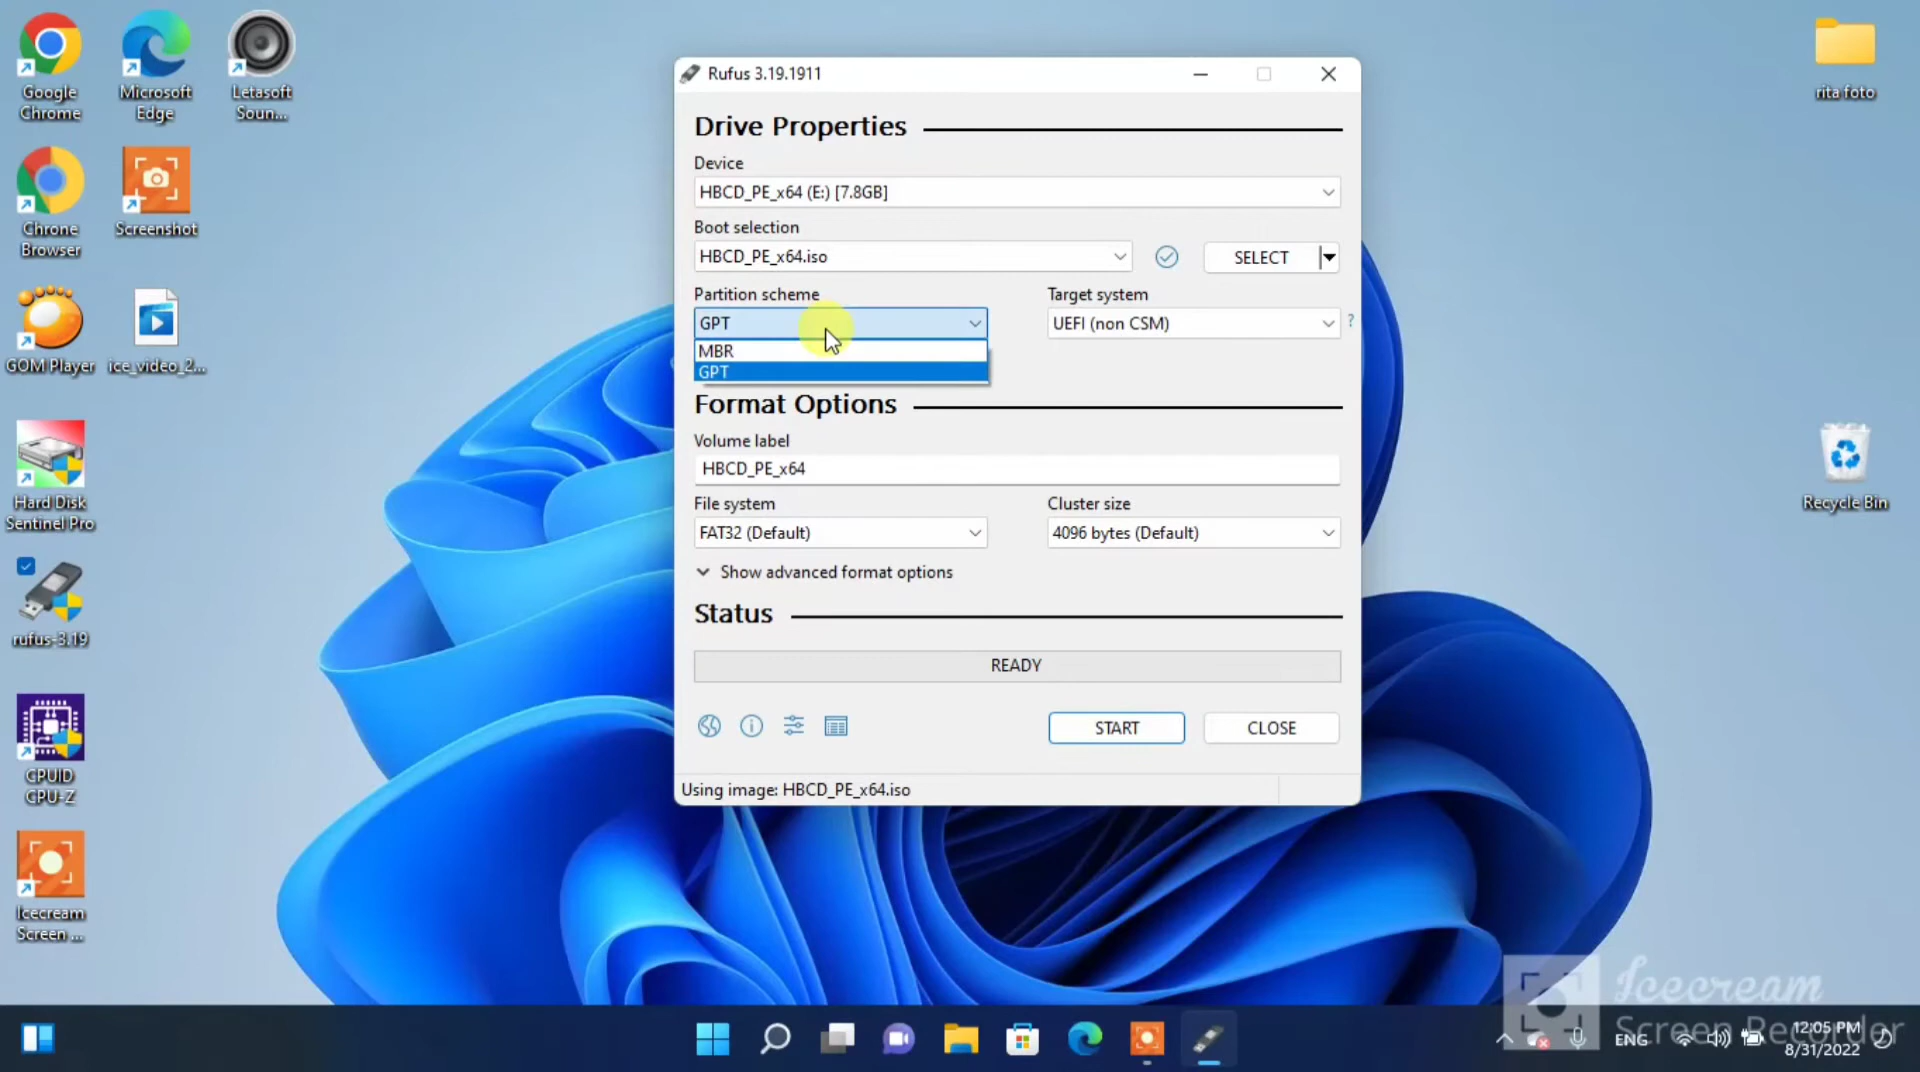 Google
Chrome
Microsoft
Edge
Letasoft
Soun...
rita foto
Chrone
Browser
Screenshot
GOM Player
ice_video_2...
Hard Disk
Sentinel Pro
Recycle Bin
rufus-3.19
CPUID
CPU-Z
Icecream
Screen ...
Rufus 3.19.1911
Drive Properties
Device
HBCD_PE_x64 (E:) [7.8GB]
Boot selection
HBCD_PE_x64.iso
SELECT
Partition scheme
Target system
GPT
UEFI (non CSM)
?
MBR
GPT
Format Options
Volume label
HBCD_PE_x64
File system
Cluster size
FAT32 (Default)
4096 bytes (Default)
Show advanced format options
Status
READY
START
CLOSE
Using image: HBCD_PE_x64.iso
Icecream
Screen Recorder
ENG
12:05 PM
8/31/2022